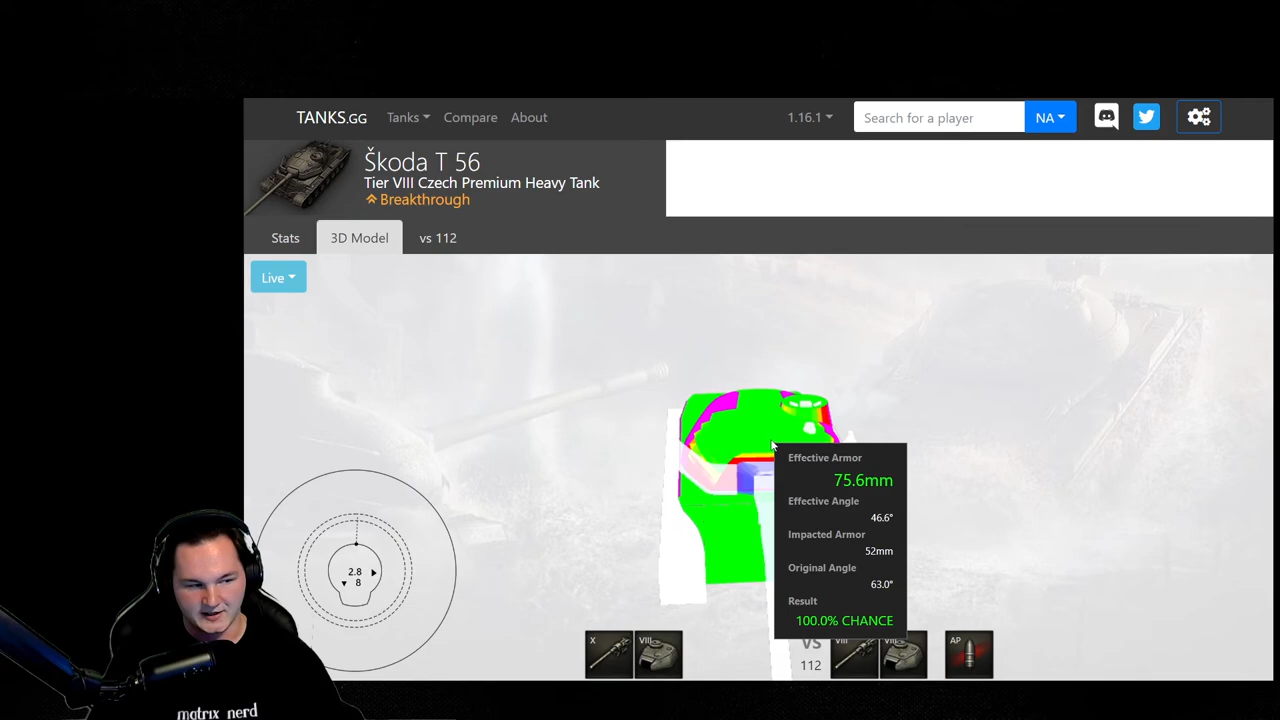 TANKS.GG Tanks Compare About 1.16.1 Search for a player NA
Škoda T 56
Tier VIII Czech Premium Heavy Tank
Breakthrough
Stats 3D Model vs 112
Live
Effective Armor
75.6mm
Effective Angle
46.6°
Impacted Armor
52mm
Original Angle
63.0°
Result
100.0% CHANCE
2.8
8
X VIII VS VIII VIII AP
112
matrix nerd